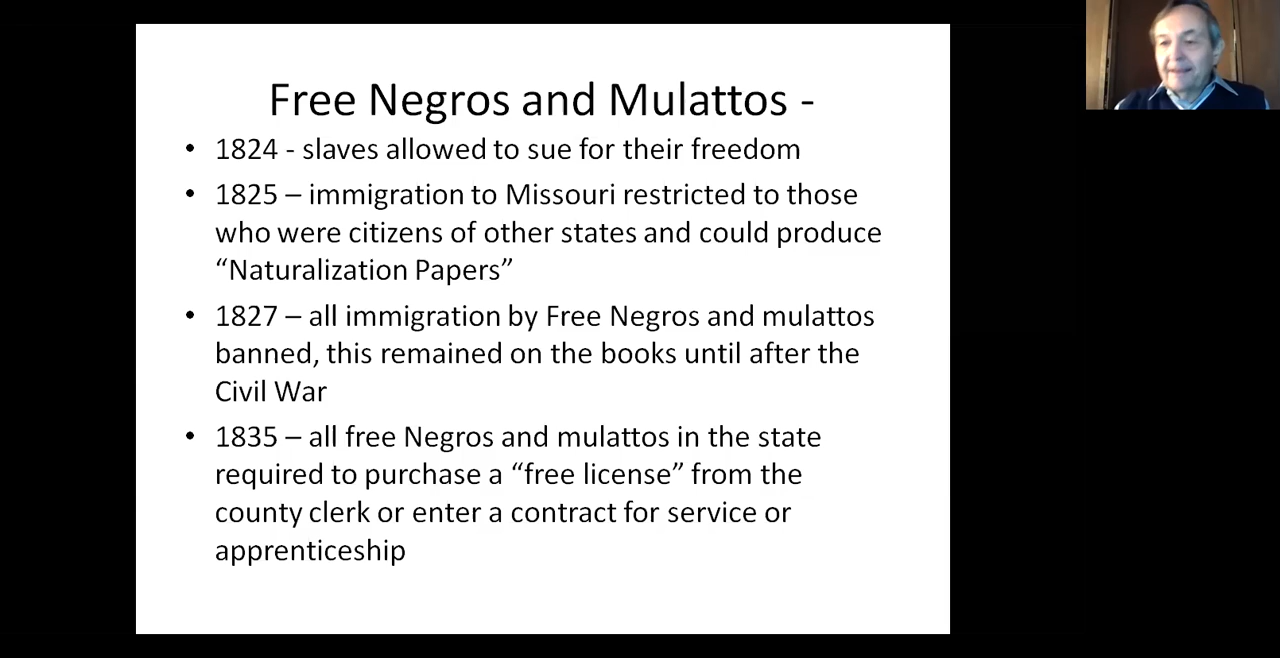 Free Negros and Mulattos -
• 1824 - slaves allowed to sue for their freedom
• 1825 – immigration to Missouri restricted to those
who were citizens of other states and could produce
“Naturalization Papers”
• 1827 – all immigration by Free Negros and mulattos
banned, this remained on the books until after the
Civil War
• 1835 – all free Negros and mulattos in the state
required to purchase a “free license” from the
county clerk or enter a contract for service or
apprenticeship